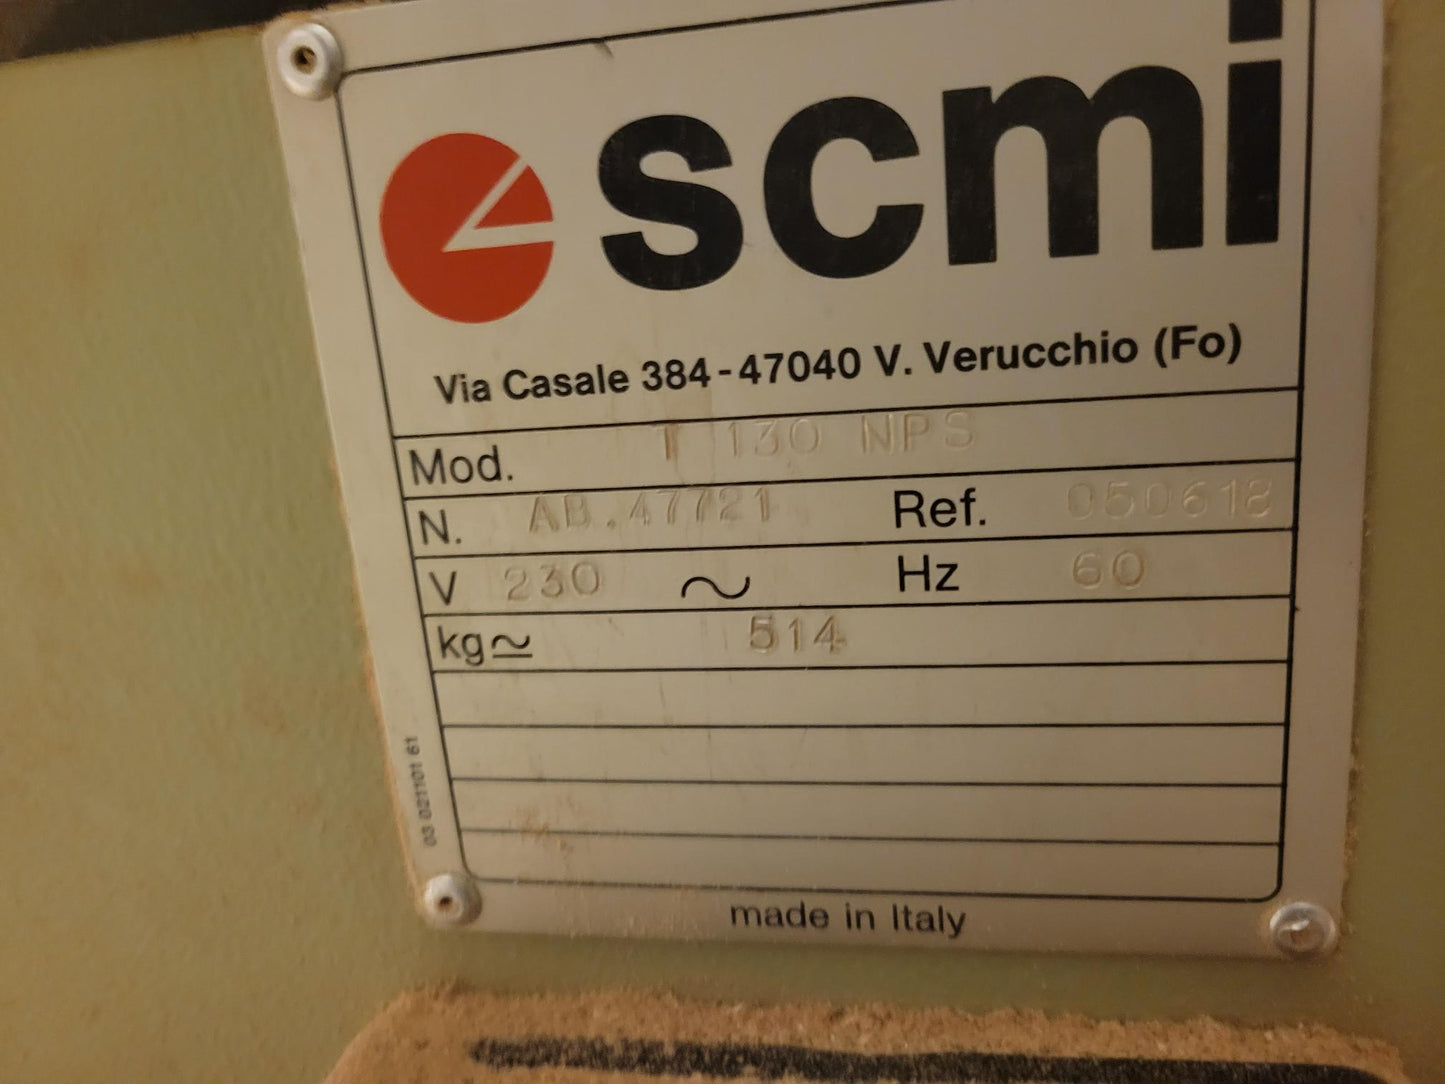 scmi
Via Casale 384-47040 V. Verucchio (Fo)
Mod. T 130 NPS
N. AB.47721 Ref. 050618
V 230 ~ Hz 60
kg≃ 514
03 021101 61
made in Italy